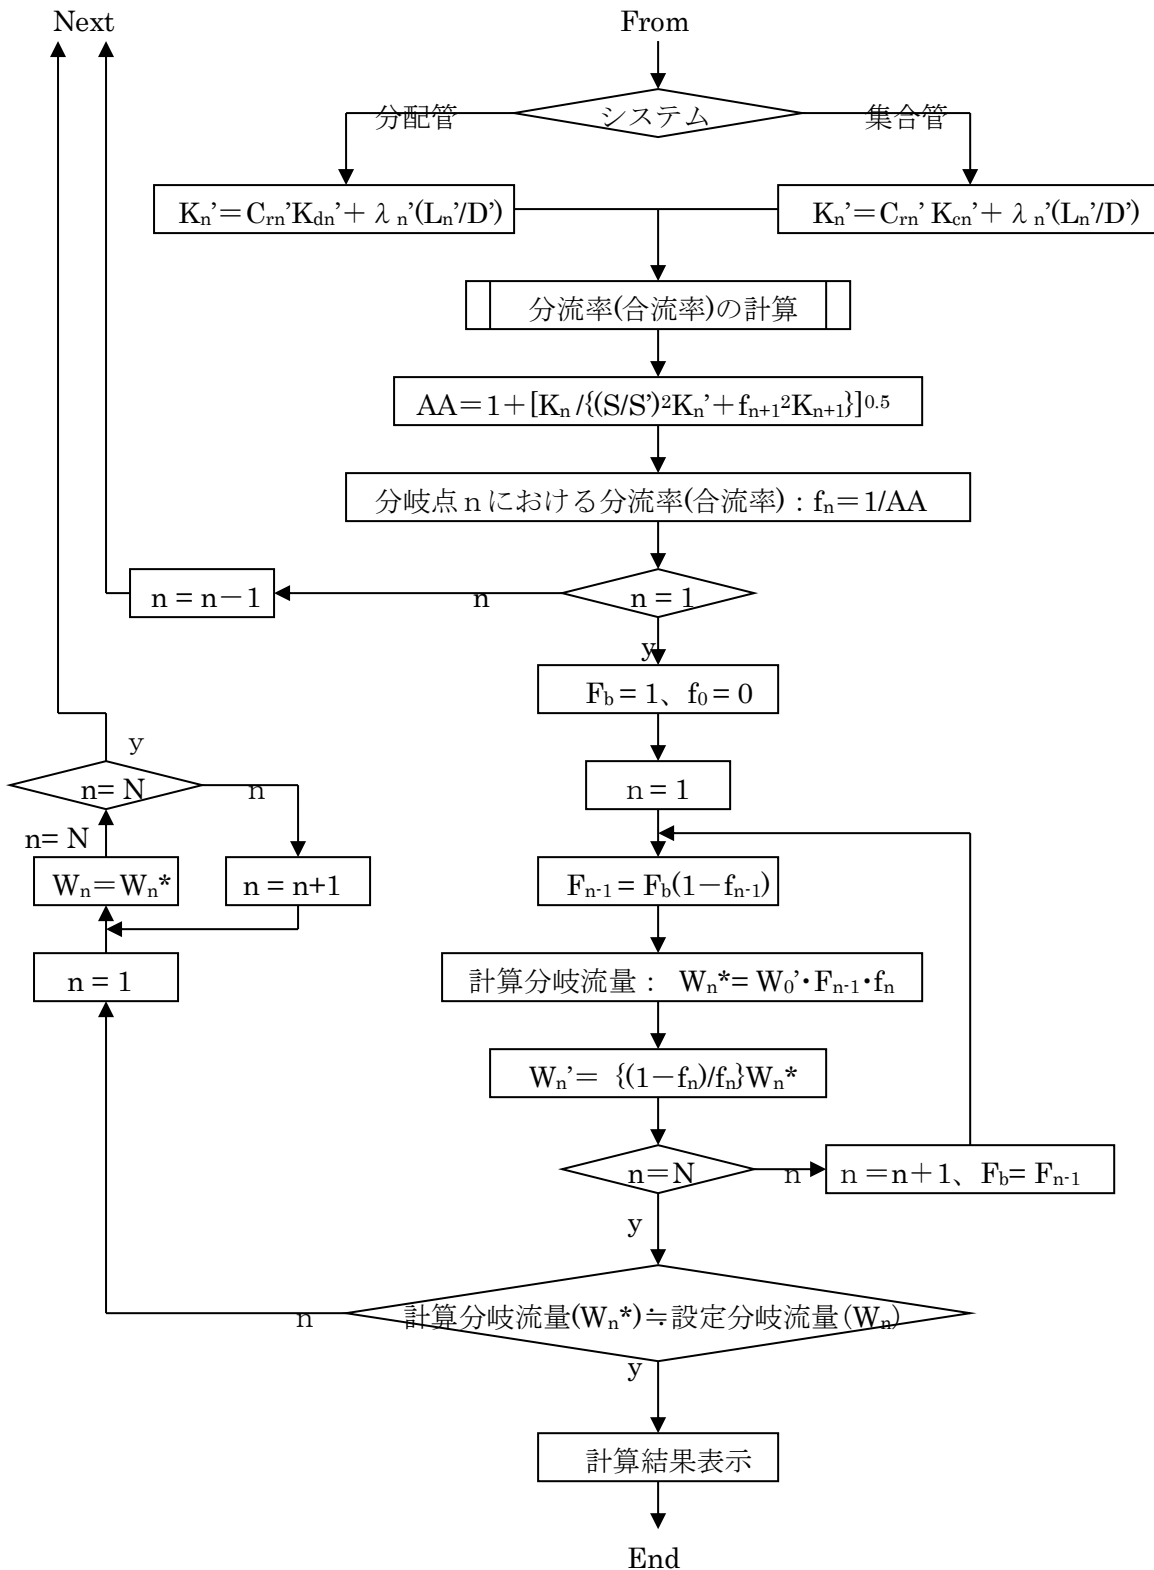 Next
From
システム
分配管
集合管
Kn’＝Crn’Kdn’＋λn’(Ln’/D’)
Kn’＝Crn’ Kcn’＋λn’(Ln’/D’)
分流率(合流率)の計算
AA＝1＋[Kn /{(S/S’)2Kn’＋fn+12Kn+1}]0.5
分岐点ｎにおける分流率(合流率)：fn＝1/AA
n = n－1
n
n = 1
y
Fb = 1、f0 = 0
y
n= N
n
ｎ = 1
n= N
Wn＝Wn*
n = n+1
Fn-1 = Fb(1－fn-1)
n = 1
計算分岐流量： Wn*= W0’･Fn-1･fn
Wn’= {(1－fn)/fn}Wn*
n＝N
n
ｎ＝n＋1、Fb= Fn-1
y
n
計算分岐流量(Wn*)≒設定分岐流量(Wn)
y
計算結果表示
End